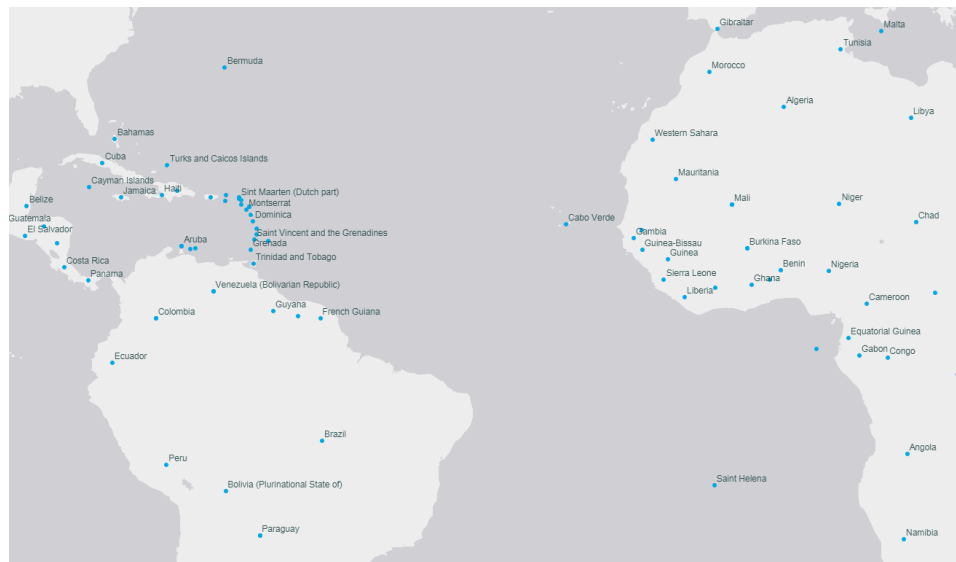 Gibraltar
Malta
Tunisia
Bermuda
Morocco
Algeria
Libya
Bahamas
Western Sahara
Cuba
Turks and Caicos Islands
Mauritania
Cayman Islands
Jamaica
Haiti
Sint Maarten (Dutch part)
Belize
Montserrat
Mali
Niger
Guatemala
Dominica
Cabo Verde
Chad
El Salvador
Saint Vincent and the Grenadines
Gambia
Aruba
Grenada
Guinea-Bissau
Burkina Faso
Guinea
Costa Rica
Trinidad and Tobago
Benin
Nigeria
Panama
Sierra Leone
Ghana
Venezuela (Bolivarian Republic)
Liberia
Cameroon
Colombia
Guyana
French Guiana
Equatorial Guinea
Ecuador
Gabon
Congo
Brazil
Angola
Peru
Bolivia (Plurinational State of)
Saint Helena
Paraguay
Namibia